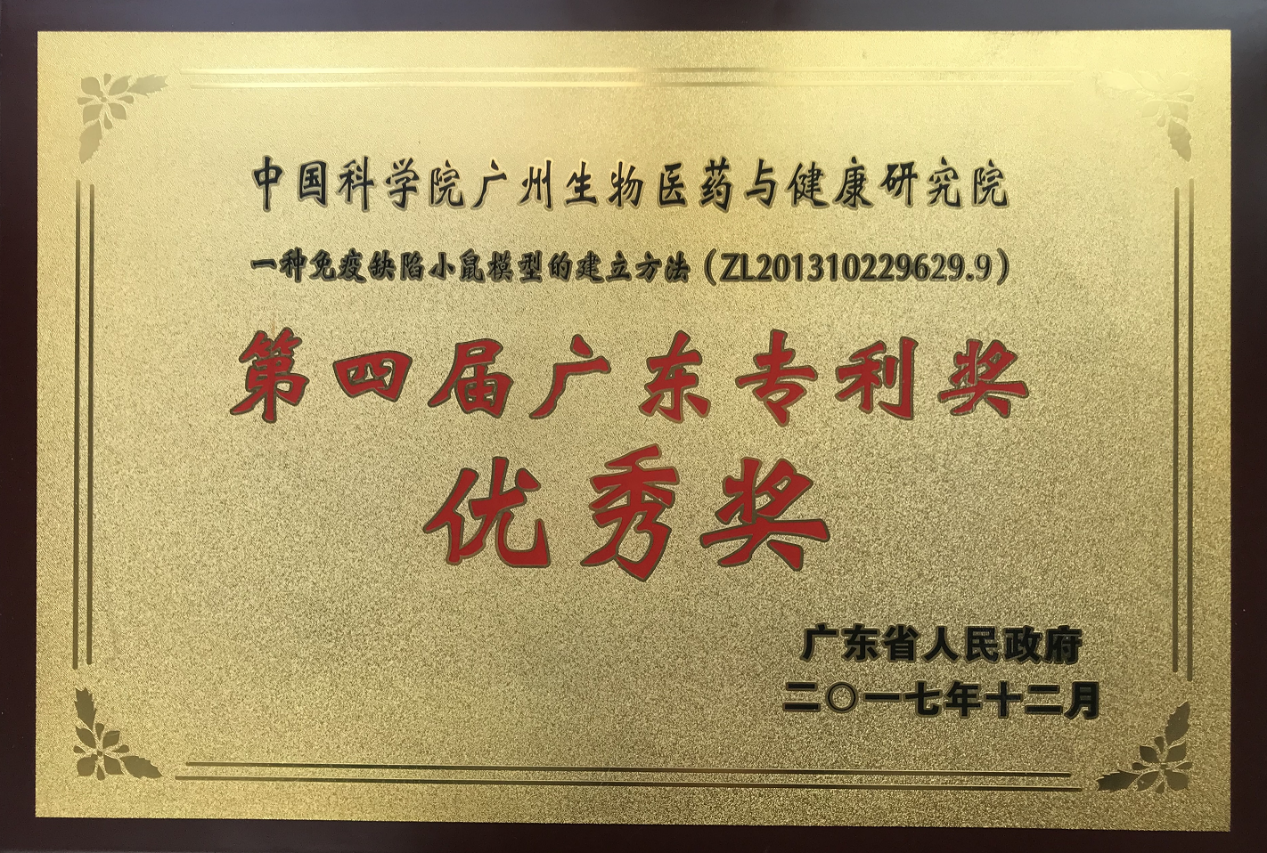 中国科学院广州生物医药与健康研究院
一种免疫缺陷小鼠模型的建立方法（ZL201310229629.9）
第四届广东专利奖
优秀奖
广东省人民政府
二〇一七年十二月